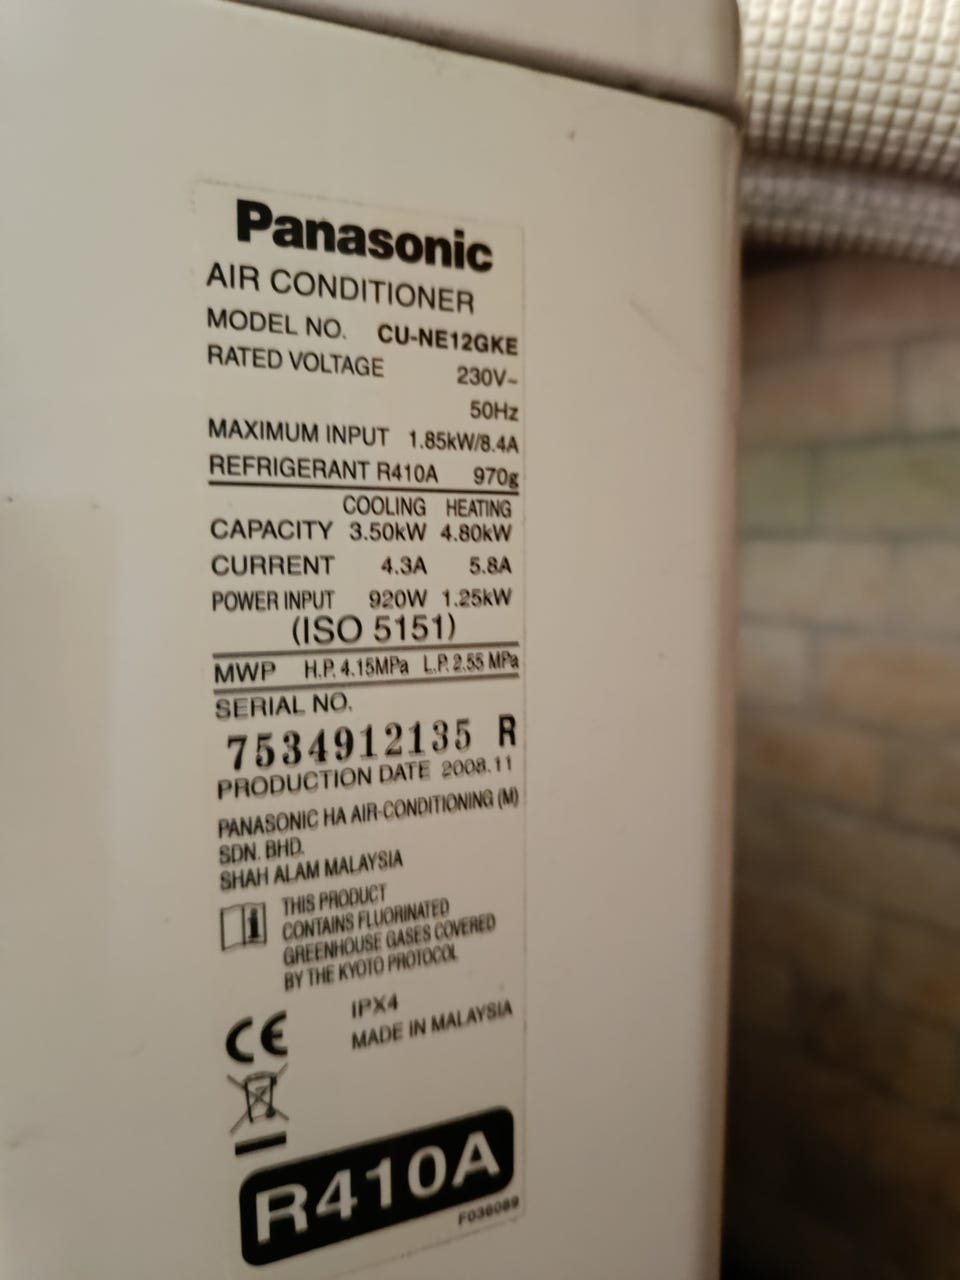 Panasonic
AIR CONDITIONER
MODEL NO. CU-NE12GKE
RATED VOLTAGE 230V~
50Hz
MAXIMUM INPUT 1.85kW/8.4A
REFRIGERANT R410A 970g
COOLING HEATING
CAPACITY 3.50kW 4.80kW
CURRENT 4.3A 5.8A
POWER INPUT 920W 1.25kW
(ISO 5151)
MWP H.P. 4.15MPa L.P. 2.55 MPa
SERIAL NO.
7534912135 R
PRODUCTION DATE 2008.11
PANASONIC HA AIR-CONDITIONING (M)
SDN. BHD.
SHAH ALAM MALAYSIA
THIS PRODUCT
CONTAINS FLUORINATED
GREENHOUSE GASES COVERED
BY THE KYOTO PROTOCOL
IPX4
CE
MADE IN MALAYSIA
R410A
F036089